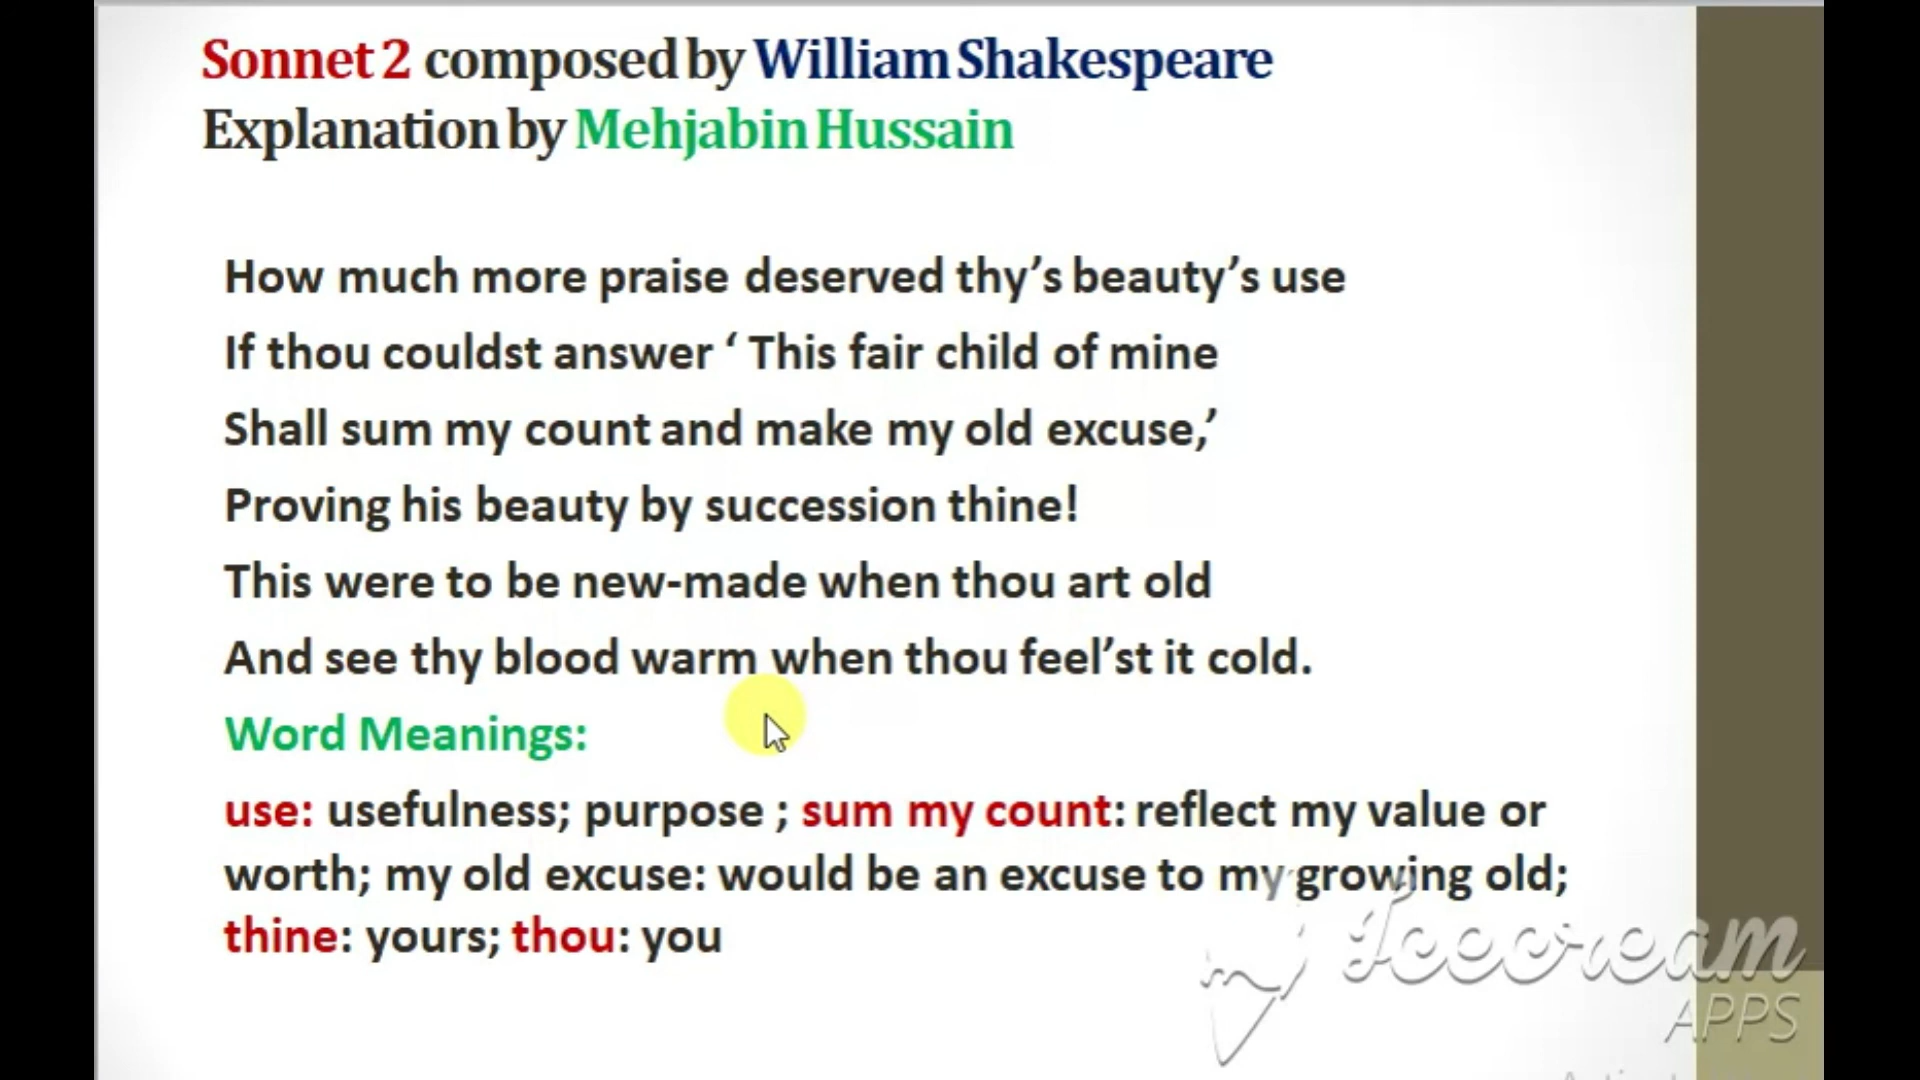 Sonnet 2 composed by William Shakespeare
Explanation by Mehjabin Hussain
How much more praise deserved thy’s beauty’s use
If thou couldst answer ‘ This fair child of mine
Shall sum my count and make my old excuse,’
Proving his beauty by succession thine!
This were to be new-made when thou art old
And see thy blood warm when thou feel’st it cold.
Word Meanings:
use: usefulness; purpose ; sum my count: reflect my value or
worth; my old excuse: would be an excuse to my growing old;
thine: yours; thou: you
Icecream
APPS